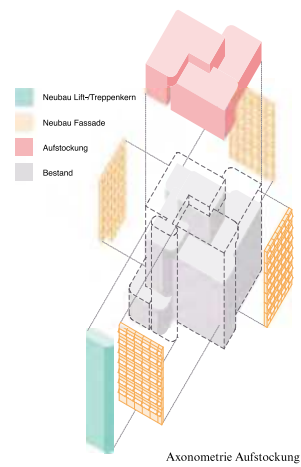 Neubau Lift-/Treppenkern
Neubau Fassade
Aufstockung
Bestand
Axonometrie Aufstockung